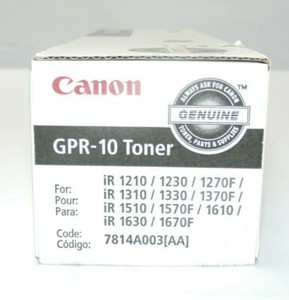 Canon
ALWAYS ASK FOR CANON
GENUINE
TONER, PARTS & SUPPLIES
TM
GPR-10 Toner
For:
Pour:
Para:
iR 1210 / 1230 / 1270F /
iR 1310 / 1330 / 1370F /
iR 1510 / 1570F / 1610 /
iR 1630 / 1670F
Code:
Código:
7814A003[AA]